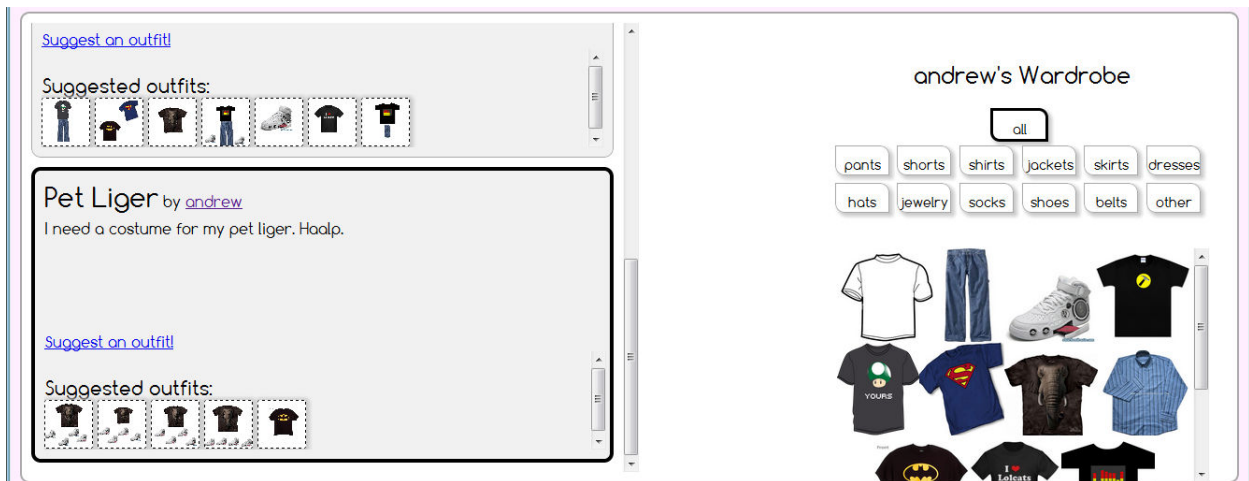 Suggest an outfit!
Suggested outfits:
Pet Liger by andrew
I need a costume for my pet liger. Haalp.
Suggest an outfit!
Suggested outfits:
andrew's Wardrobe
all
pants shorts shirts jackets skirts dresses
hats jewelry socks shoes belts other
YOURS
I ♥
Lolcats